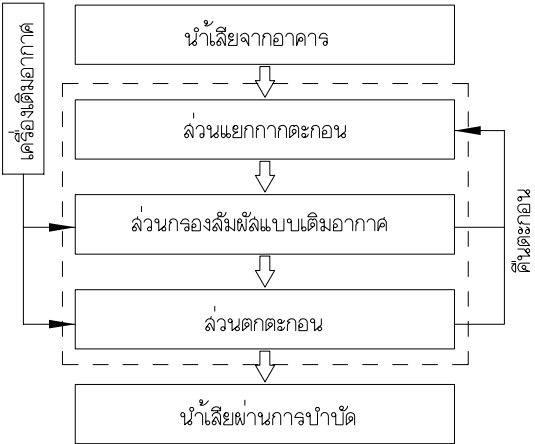 น้ำเสียจากอาคาร
เครื่องเติมอากาศ
ส่วนแยกกากตะกอน
ส่วนกรองสัมผัสแบบเติมอากาศ
คืนตะกอน
ส่วนตกตะกอน
น้ำเสียผ่านการบำบัด